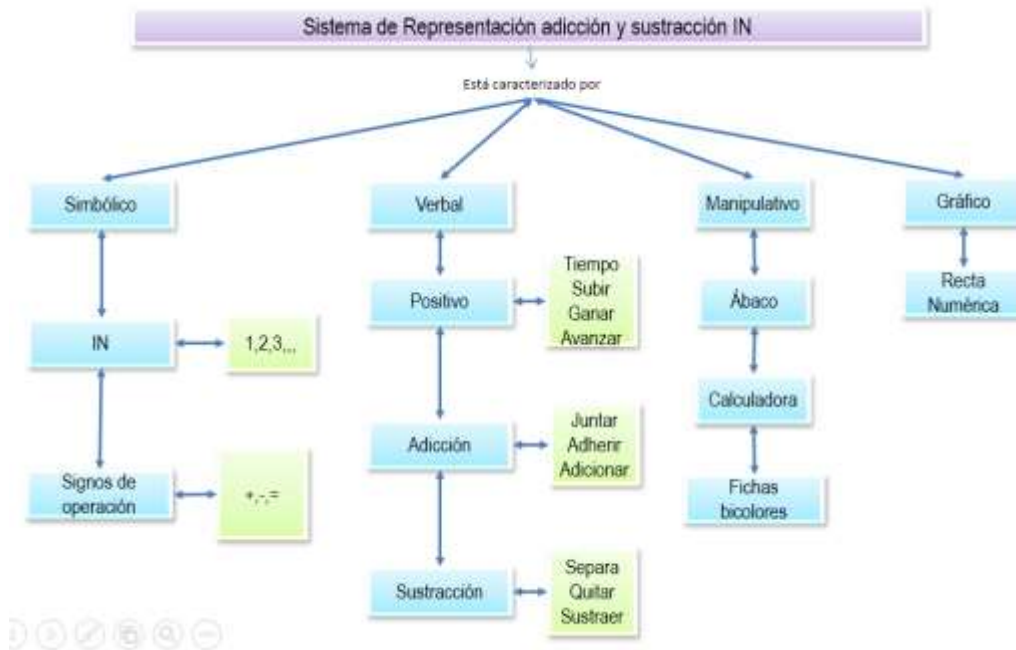 Sistema de Representación adicción y sustracción IN
Está caracterizado por
Simbólico
Verbal
Manipulativo
Gráfico
Positivo
Tiempo
Subir
Ganar
Avanzar
Ábaco
Recta
Numérica
IN
1,2,3,,,
Calculadora
Adicción
Juntar
Adherir
Adicionar
Signos de
operación
+,-,=
Fichas
bicolores
Sustracción
Separa
Quitar
Sustraer